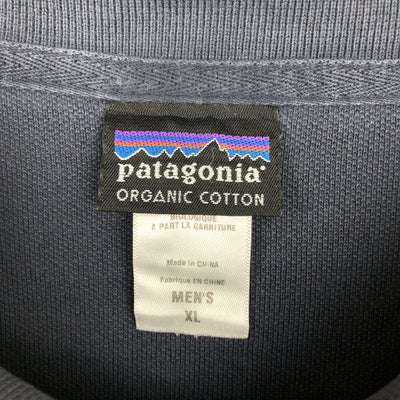 patagonia®
ORGANIC COTTON
BIOLOGIQUE
À PART LA GARNITURE
Made in CHINA
Fabriqué en CHINE
MEN'S
XL